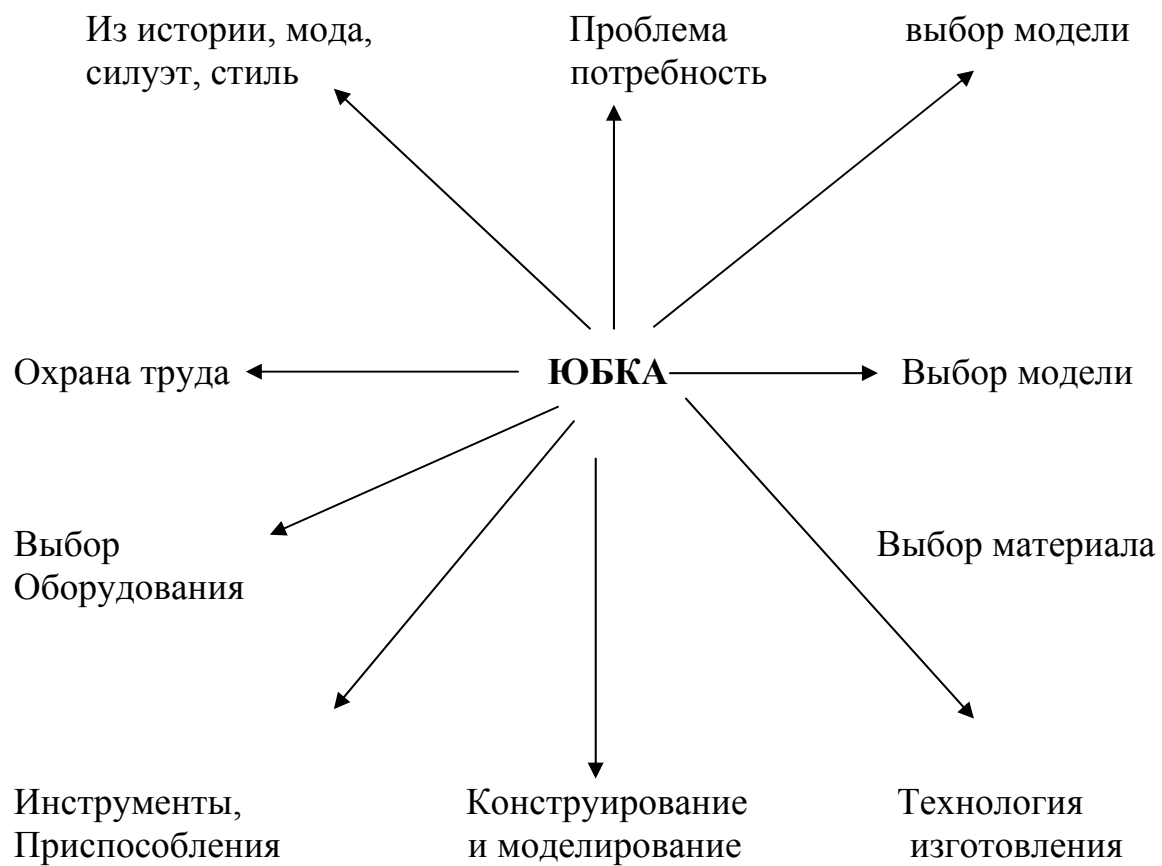 Из истории, мода,
силуэт, стиль
Проблема
потребность
выбор модели
Охрана труда
ЮБКА
Выбор модели
Выбор
Оборудования
Выбор материала
Инструменты,
Приспособления
Конструирование
и моделирование
Технология
изготовления